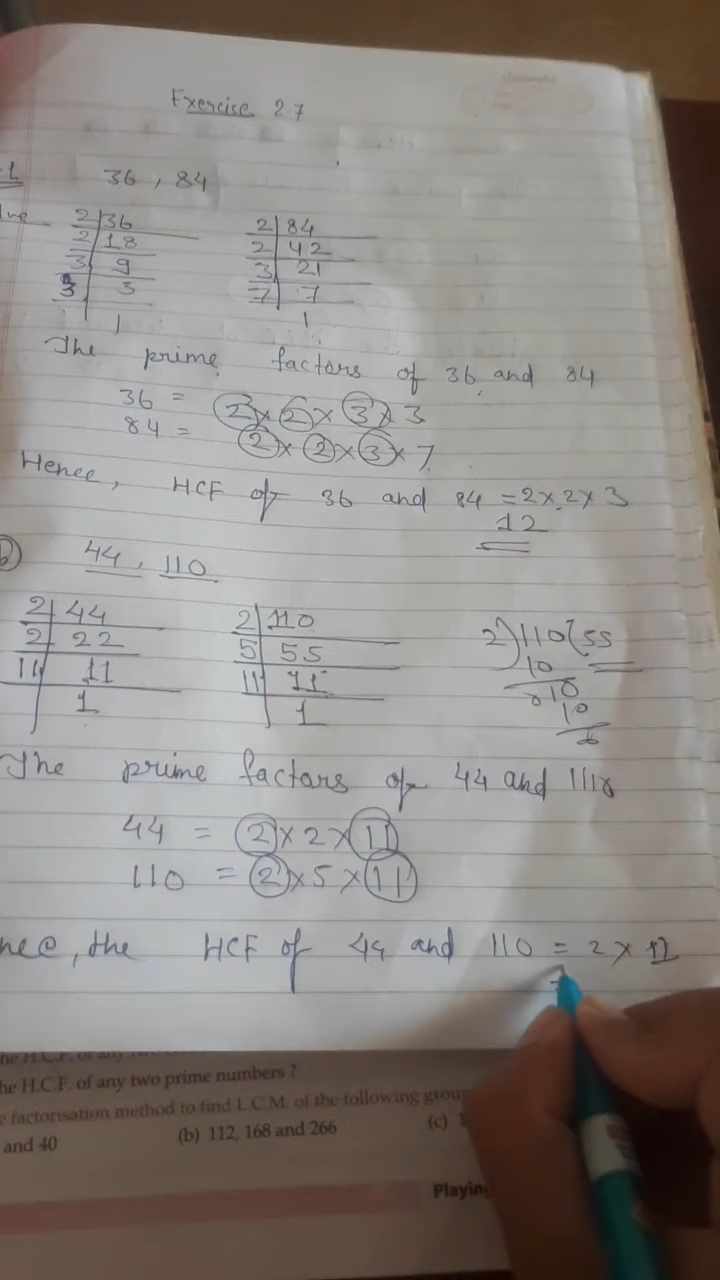 Exercise 2.7
36 , 84
2 36 2 84
2 18 2 42
3 9 3 21
3 3 7 7
1 1
The prime factors of 36 and 84
36 = 2 × 2 × 3 × 3
84 = 2 × 2 × 3 × 7
Hence, HCF of 36 and 84 = 2 × 2 × 3
12
44 , 110
2 44 2 110 2)110(55
2 22 5 55 10
11 11 11 11 10
1 1 10
The prime factors of 44 and
44 = 2 × 2 × 11
110 = 2 × 5 × 11
the HCF of 44 and 110 = 2 × 11
=
he H.C.F. of any two prime numbers ?
factorisation method to find L.C.M. of the following
and 40 (b) 112, 168 and 266 (c)